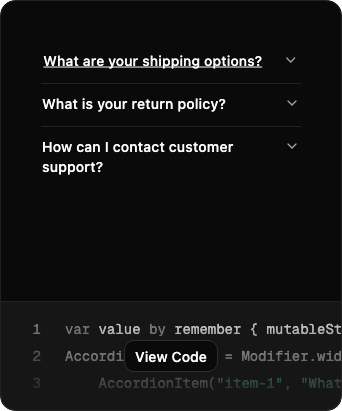 What are your shipping options?
What is your return policy?
How can I contact customer
support?
1 var value by remember { mutableSt
2 Accordi View Code = Modifier.wid
3 AccordionItem("item-1", "What